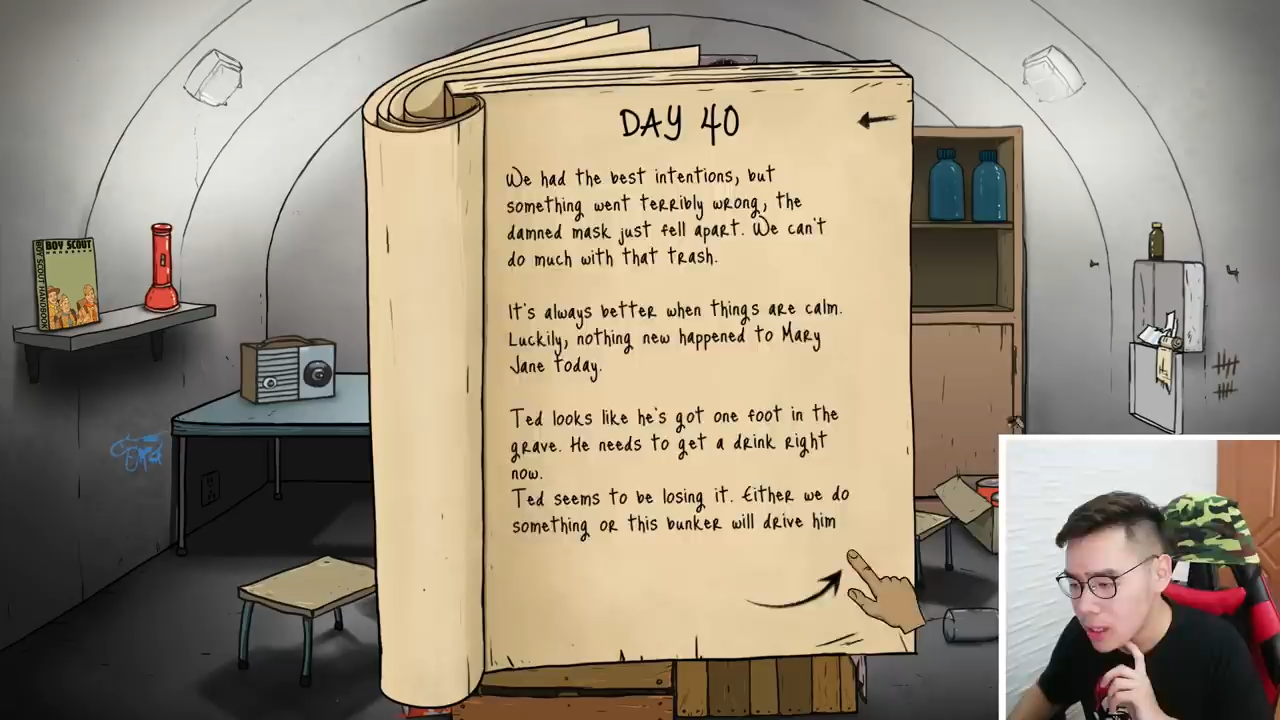 DAY 40
We had the best intentions, but
something went terribly wrong, the
damned mask just fell apart. We can't
do much with that trash.
It's always better when things are calm.
Luckily, nothing new happened to Mary
Jane today.
Ted looks like he's got one foot in the
grave. He needs to get a drink right
now.
Ted seems to be losing it. Either we do
something or this bunker will drive him
BOY SCOUT
BOY SCOUT HANDBOOK